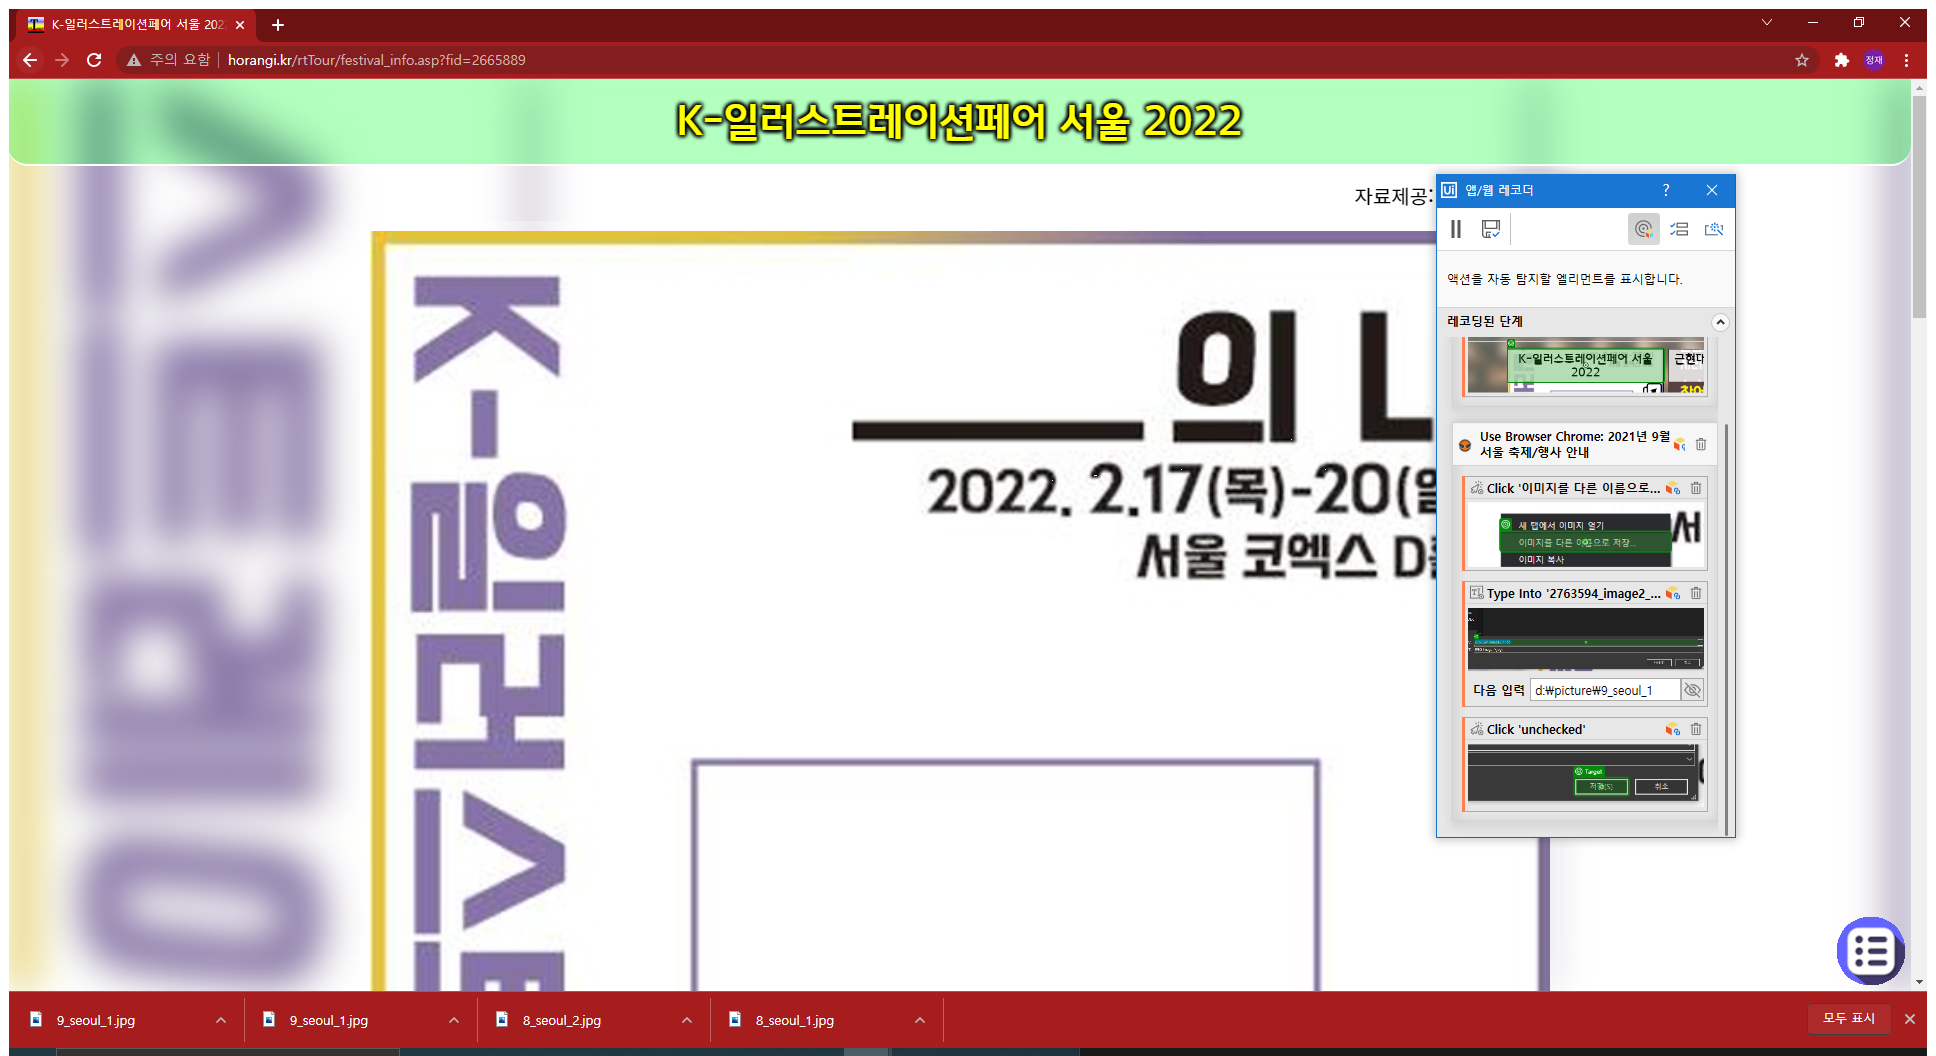 K-일러스트레이션페어 서울 202
주의 요함
horangi.kr/rtTour/festival_info.asp?fid=2665889
정재
K-일러스트레이션페어 서울 2022
자료제공:
K-일러스트
의 나
2022. 2.17(목)-20(일
서울 코엑스 D홀
Ui 앱/웹 레코더
?
액션을 자동 탐지할 엘리먼트를 표시합니다.
레코딩된 단계
K-일러스트레이션페어 서울
2022
근현대
Use Browser Chrome: 2021년 9월
서울 축제/행사 안내
Click '이미지를 다른 이름으로...
새 탭에서 이미지 열기
이미지를 다른 이름으로 저장...
이미지 복사
서
Type Into '2763594_image2_...
다음 입력
d:₩picture₩9_seoul_1
Click 'unchecked'
Target
저장(S)
취소
9_seoul_1.jpg
9_seoul_1.jpg
8_seoul_2.jpg
8_seoul_1.jpg
모두 표시